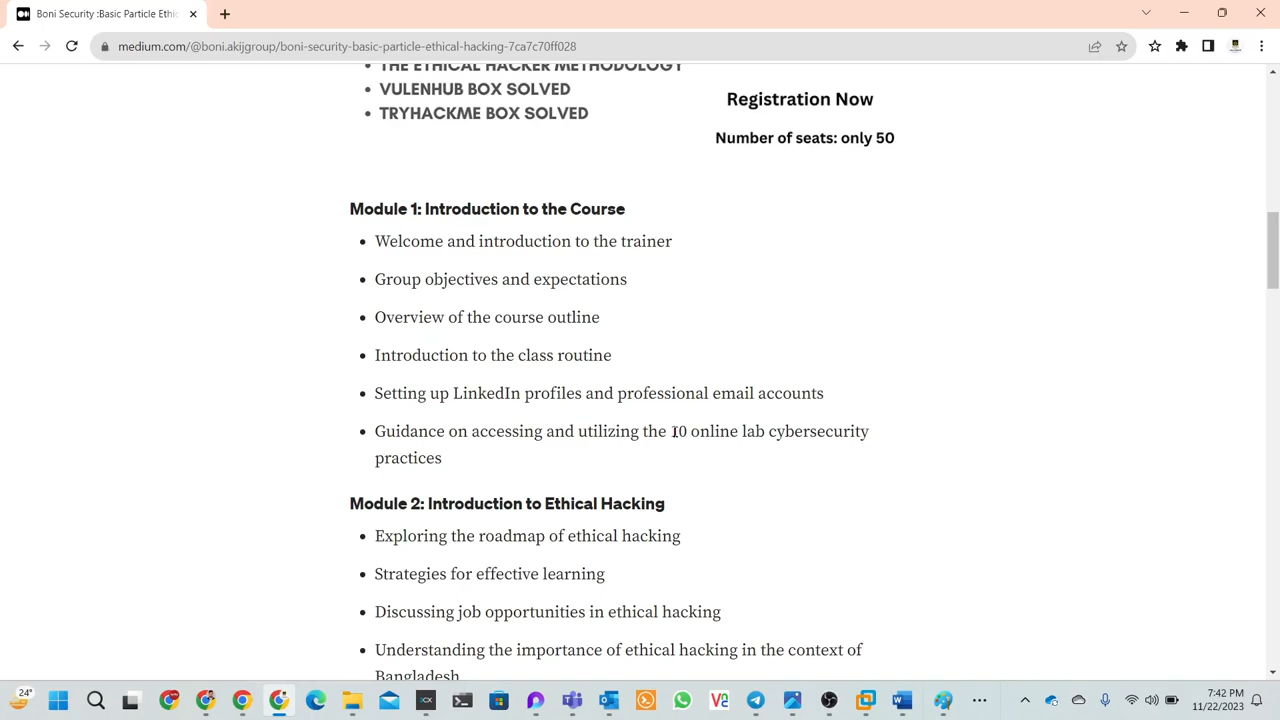 Boni Security :Basic Particle Ethic
medium.com/@boni.akijgroup/boni-security-basic-particle-ethical-hacking-7ca7c70ff028
THE ETHICAL HACKER METHODOLOGY
VULENHUB BOX SOLVED
TRYHACKME BOX SOLVED
Registration Now
Number of seats: only 50
Module 1: Introduction to the Course
Welcome and introduction to the trainer
Group objectives and expectations
Overview of the course outline
Introduction to the class routine
Setting up LinkedIn profiles and professional email accounts
Guidance on accessing and utilizing the 10 online lab cybersecurity
practices
Module 2: Introduction to Ethical Hacking
Exploring the roadmap of ethical hacking
Strategies for effective learning
Discussing job opportunities in ethical hacking
Understanding the importance of ethical hacking in the context of
Bangladesh
24°
7:42 PM
11/22/2023